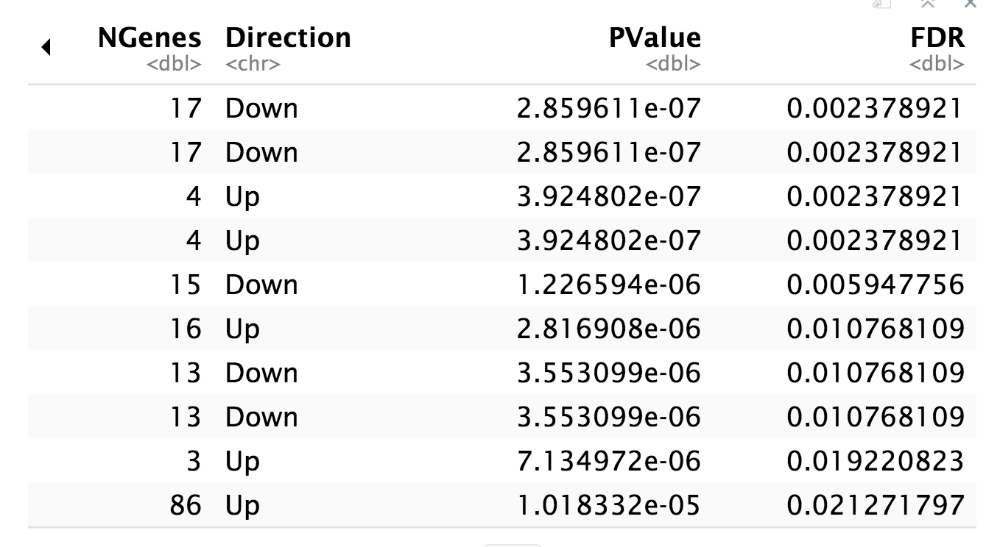 NGenes Direction PValue FDR
<dbl> <chr> <dbl> <dbl>
17 Down 2.859611e-07 0.002378921
17 Down 2.859611e-07 0.002378921
4 Up 3.924802e-07 0.002378921
4 Up 3.924802e-07 0.002378921
15 Down 1.226594e-06 0.005947756
16 Up 2.816908e-06 0.010768109
13 Down 3.553099e-06 0.010768109
13 Down 3.553099e-06 0.010768109
3 Up 7.134972e-06 0.019220823
86 Up 1.018332e-05 0.021271797